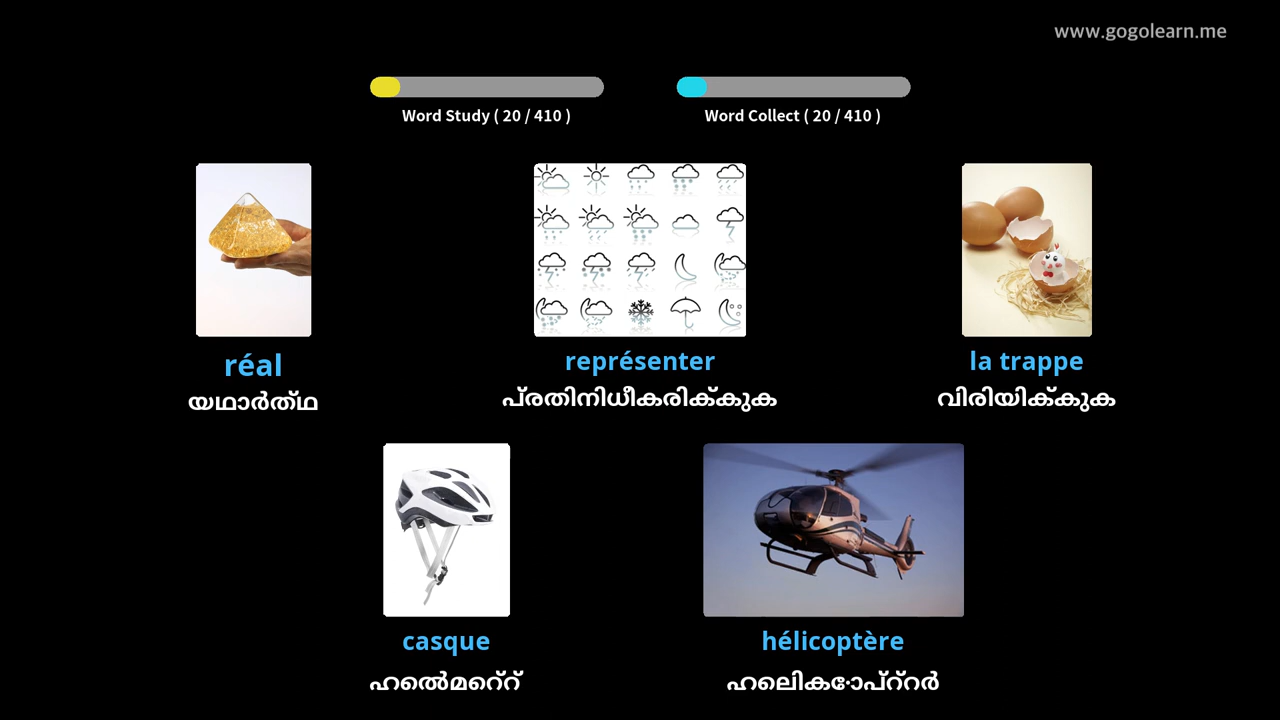 www.gogolearn.me
Word Study ( 20 / 410 )
Word Collect ( 20 / 410 )
réal
യഥാർത്ഥ
représenter
പ്രതിനിധീകരിക്കുക
la trappe
വിരിയിക്കുക
casque
ഹെൽമെറ്റ്
hélicoptère
ഹെലികോപ്റ്റർ